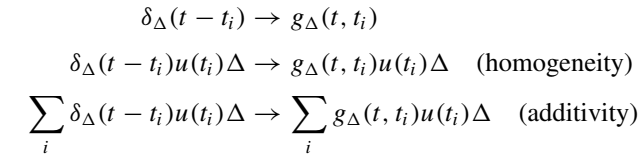 δ_Δ(t − t_i) → g_Δ(t, t_i)
δ_Δ(t − t_i)u(t_i)Δ → g_Δ(t, t_i)u(t_i)Δ (homogeneity)
∑_i δ_Δ(t − t_i)u(t_i)Δ → ∑_i g_Δ(t, t_i)u(t_i)Δ (additivity)